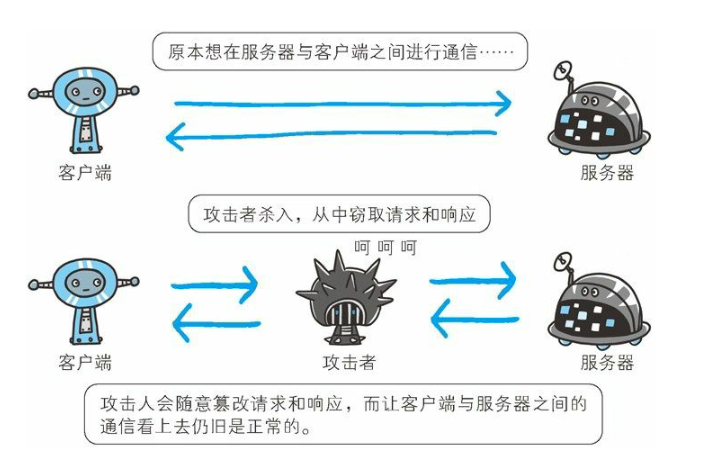 原本想在服务器与客户端之间进行通信……
客户端
服务器
攻击者杀入，从中窃取请求和响应
呵 呵 呵
客户端
攻击者
服务器
攻击人会随意篡改请求和响应，而让客户端与服务器之间的
通信看上去仍旧是正常的。